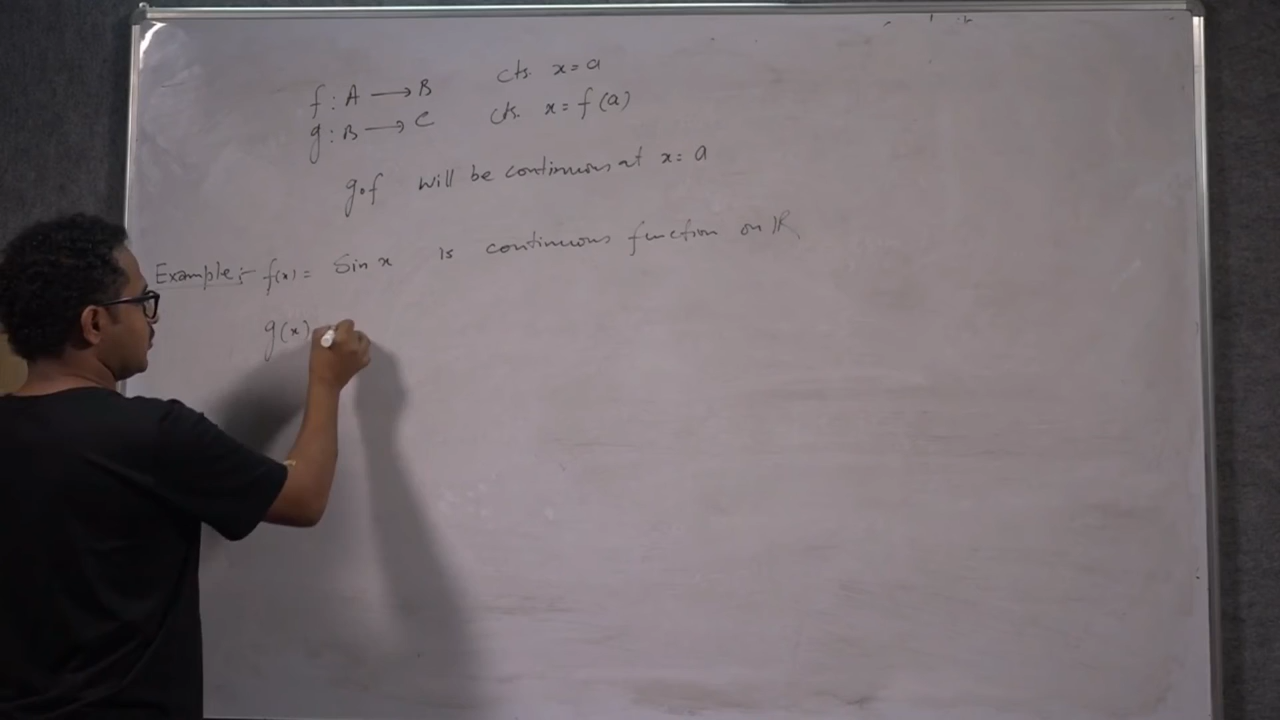 f : A → B cts. x = a
g : B → C cts. x = f(a)
g∘f will be continuous at x = a
Example:- f(x) = Sin x is continuous function on ℝ
g(x)